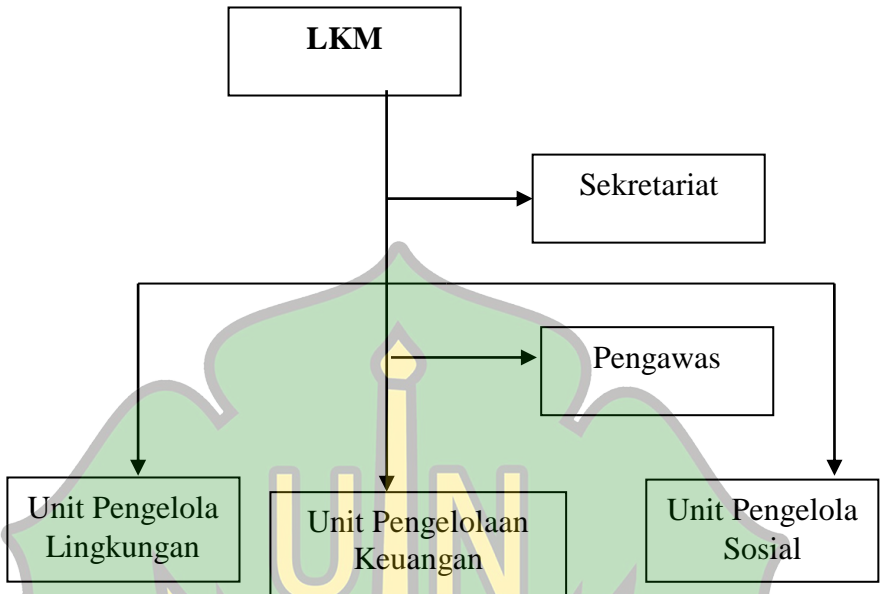 LKM
Sekretariat
Pengawas
Unit Pengelola
Lingkungan
Unit Pengelolaan
Keuangan
Unit Pengelola
Sosial
UIN